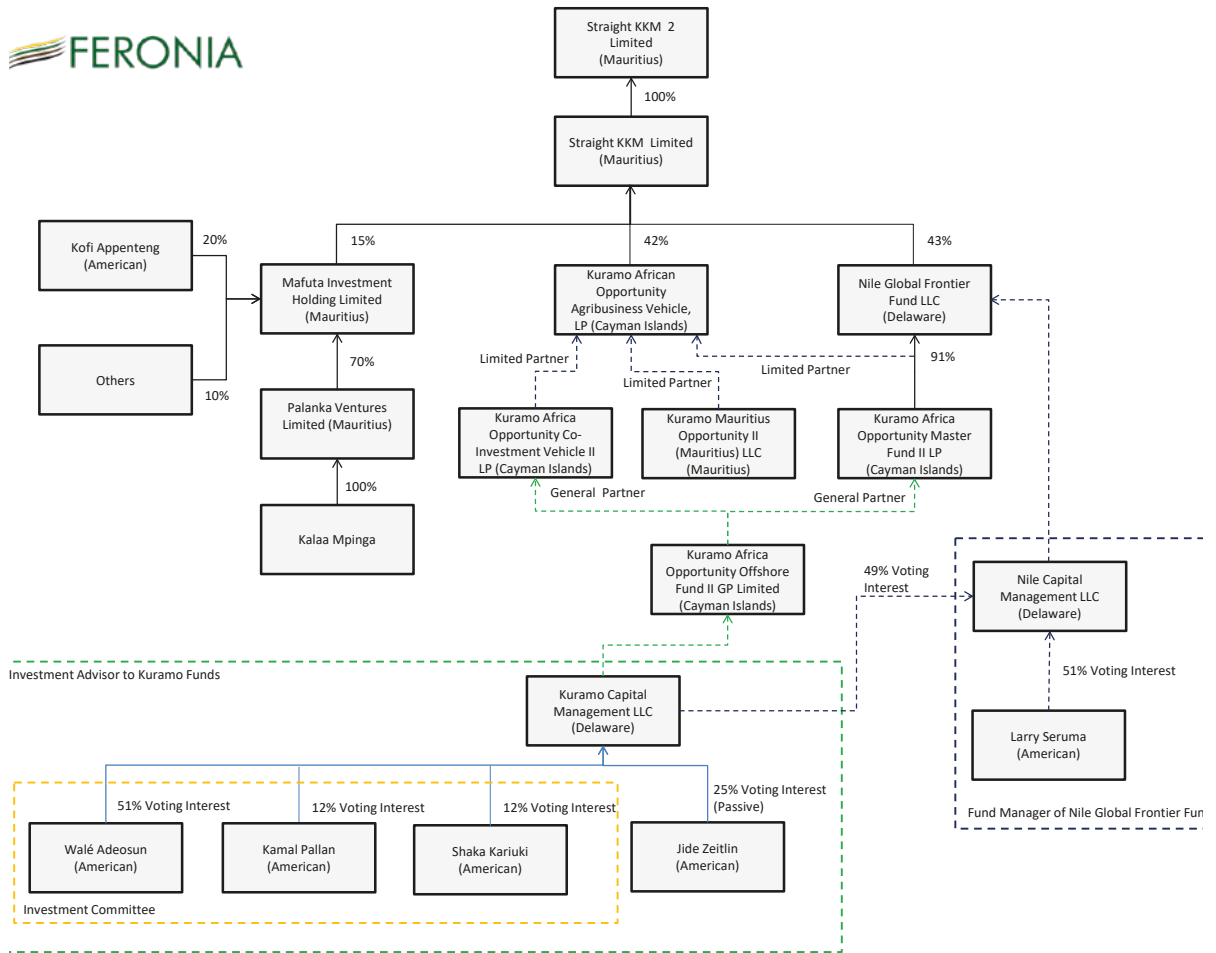 FERONIA
Straight KKM 2
Limited
(Mauritius)
100%
Straight KKM Limited
(Mauritius)
Kofi Appenteng
(American)
20%
15%
42%
43%
Mafuta Investment
Holding Limited
(Mauritius)
Kuramo African
Opportunity
Agribusiness Vehicle,
LP (Cayman Islands)
Nile Global Frontier
Fund LLC
(Delaware)
Others
10%
70%
Limited Partner
Limited Partner
Limited Partner
91%
Palanka Ventures
Limited (Mauritius)
Kuramo Africa
Opportunity Co-
Investment Vehicle II
LP (Cayman Islands)
Kuramo Mauritius
Opportunity II
(Mauritius) LLC
(Mauritius)
Kuramo Africa
Opportunity Master
Fund II LP
(Cayman Islands)
100%
General Partner
General Partner
Kalaa Mpinga
Kuramo Africa
Opportunity Offshore
Fund II GP Limited
(Cayman Islands)
49% Voting
Interest
Nile Capital
Management LLC
(Delaware)
51% Voting Interest
Larry Seruma
(American)
Fund Manager of Nile Global Frontier Fun
Investment Advisor to Kuramo Funds
Kuramo Capital
Management LLC
(Delaware)
51% Voting Interest
12% Voting Interest
12% Voting Interest
25% Voting Interest
(Passive)
Walé Adeosun
(American)
Kamal Pallan
(American)
Shaka Kariuki
(American)
Jide Zeitlin
(American)
Investment Committee